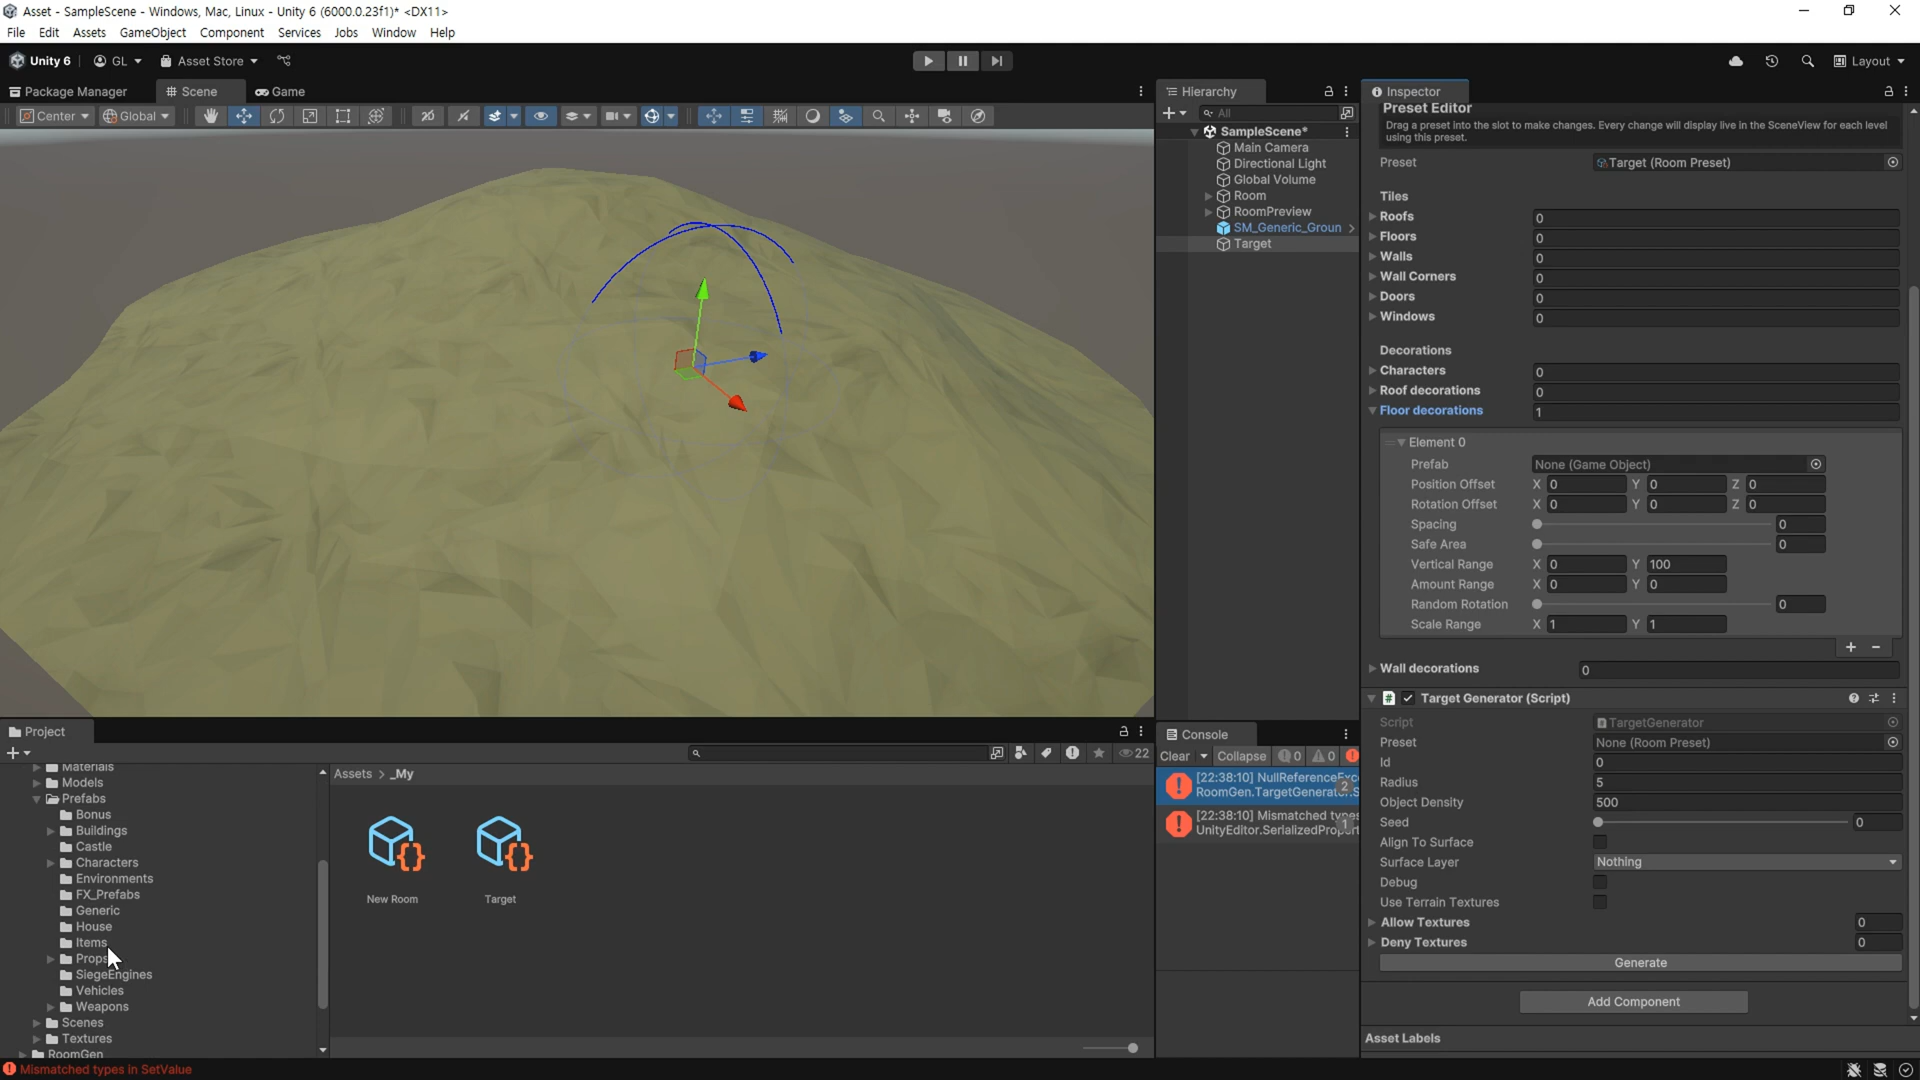 Asset - SampleScene - Windows, Mac, Linux - Unity 6 (6000.0.23f1)* <DX11>
File Edit Assets GameObject Component Services Jobs Window Help
Unity 6 GL Asset Store Layout
Package Manager Scene Game
Center Global
Hierarchy
All
SampleScene*
Main Camera
Directional Light
Global Volume
Room
RoomPreview
SM_Generic_Groun
Target
Inspector
Preset Editor
Drag a preset into the slot to make changes. Every change will display live in the SceneView for each level
using this preset.
Preset Target (Room Preset)
Tiles
Roofs 0
Floors 0
Walls 0
Wall Corners 0
Doors 0
Windows 0
Decorations
Characters 0
Roof decorations 0
Floor decorations 1
Element 0
Prefab None (Game Object)
Position Offset X 0 Y 0 Z 0
Rotation Offset X 0 Y 0 Z 0
Spacing 0
Safe Area 0
Vertical Range X 0 Y 100
Amount Range X 0 Y 0
Random Rotation 0
Scale Range X 1 Y 1
+ -
Wall decorations 0
# Target Generator (Script)
Script TargetGenerator
Preset None (Room Preset)
Id 0
Radius 5
Object Density 500
Seed 0
Align To Surface
Surface Layer Nothing
Debug
Use Terrain Textures
Allow Textures 0
Deny Textures 0
Generate
Add Component
Asset Labels
Project
22
Materials
Models
Prefabs
Bonus
Buildings
Castle
Characters
Environments
FX_Prefabs
Generic
House
Items
Props
SiegeEngines
Vehicles
Weapons
Scenes
Textures
RoomGen
Assets > _My
New Room
Target
Console
Clear Collapse 0 0
[22:38:10] NullReferenceExce
RoomGen.TargetGenerator.S
2
[22:38:10] Mismatched types
UnityEditor.SerializedPropert
1
Mismatched types in SetValue